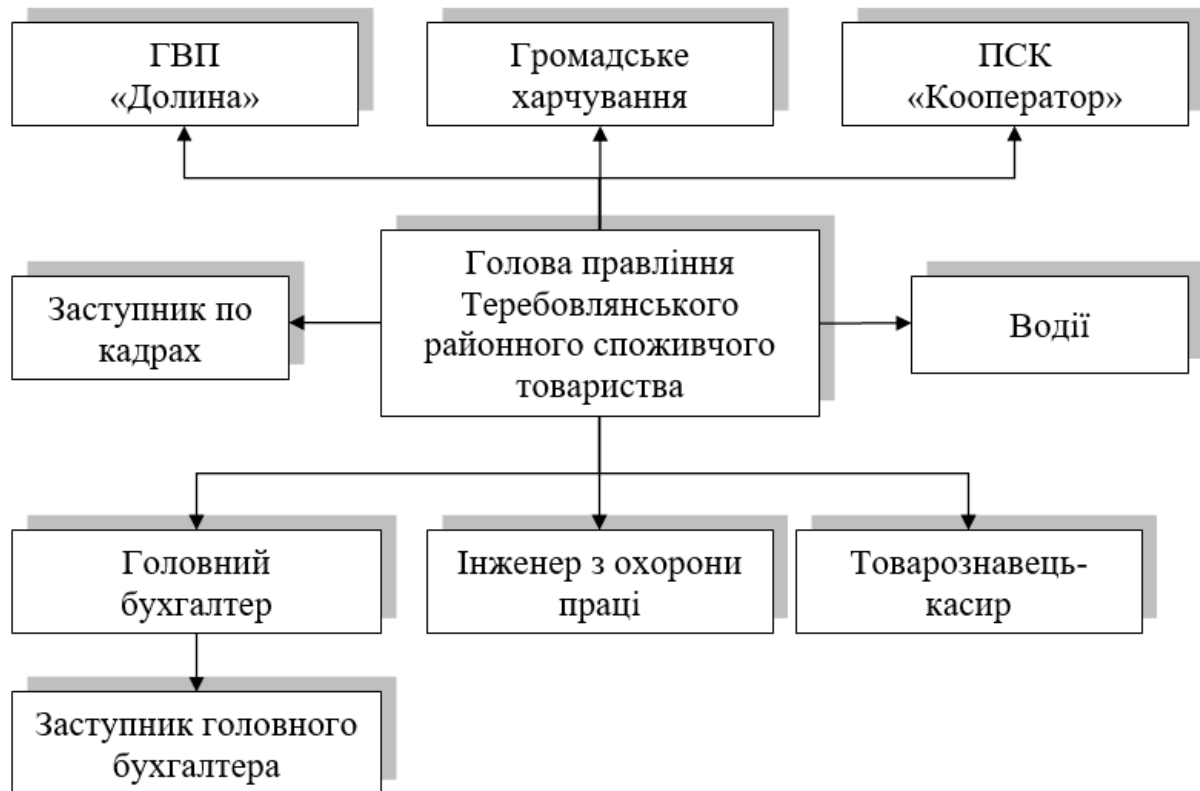 ГВП
«Долина»
Громадське
харчування
ПСК
«Кооператор»
Заступник по
кадрах
Голова правління
Теребовлянського
районного споживчого
товариства
Водії
Головний
бухгалтер
Інженер з охорони
праці
Товарознавець-
касир
Заступник головного
бухгалтера